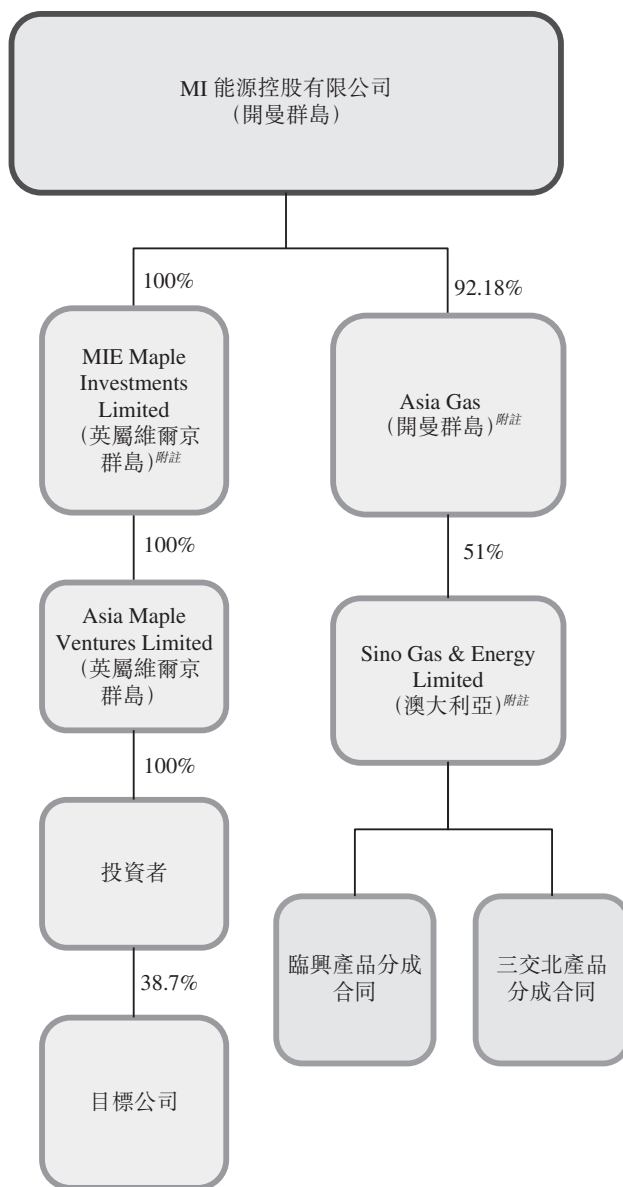 MI 能源控股有限公司
（開曼群島）
100%
92.18%
MIE Maple
Investments
Limited
（英屬維爾京
群島）附註
Asia Gas
（開曼群島）附註
100%
51%
Asia Maple
Ventures Limited
（英屬維爾京
群島）
Sino Gas & Energy
Limited
（澳大利亞）附註
100%
投資者
臨興產品分成
合同
三交北產品
分成合同
38.7%
目標公司